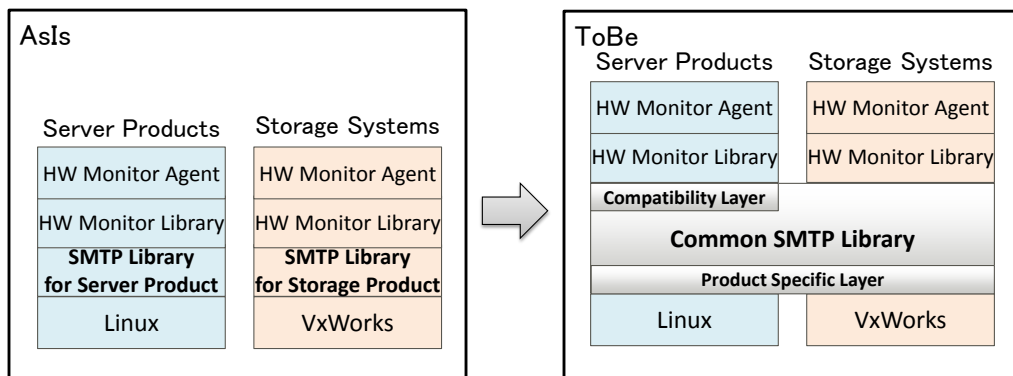 AsIs
Server Products
Storage Systems
HW Monitor Agent
HW Monitor Agent
HW Monitor Library
HW Monitor Library
SMTP Library
for Server Product
SMTP Library
for Storage Product
Linux
VxWorks
ToBe
Server Products
Storage Systems
HW Monitor Agent
HW Monitor Agent
HW Monitor Library
HW Monitor Library
Compatibility Layer
Common SMTP Library
Product Specific Layer
Linux
VxWorks